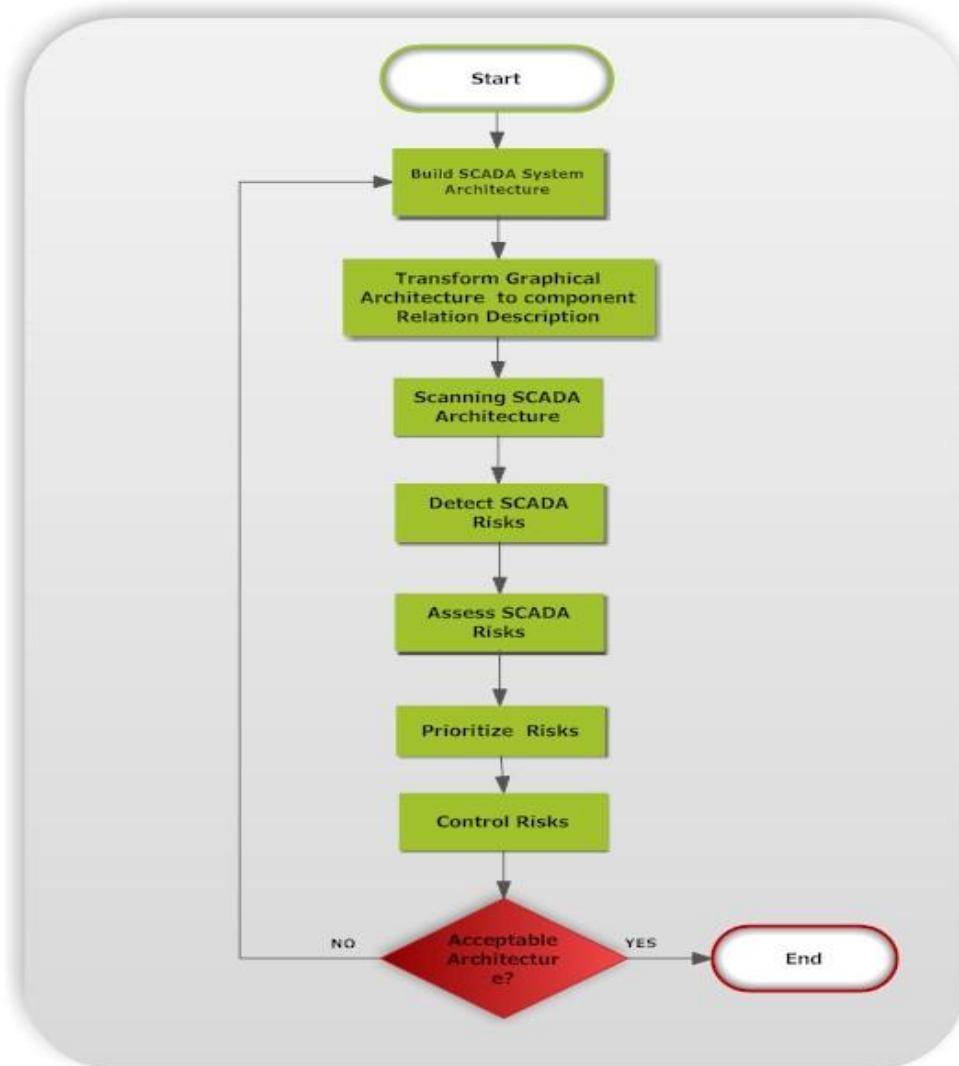 Start
Build SCADA System
Architecture
Transform Graphical
Architecture to component
Relation Description
Scanning SCADA
Architecture
Detect SCADA
Risks
Assess SCADA
Risks
Prioritize Risks
Control Risks
NO
Acceptable
Architectur
e?
YES
End